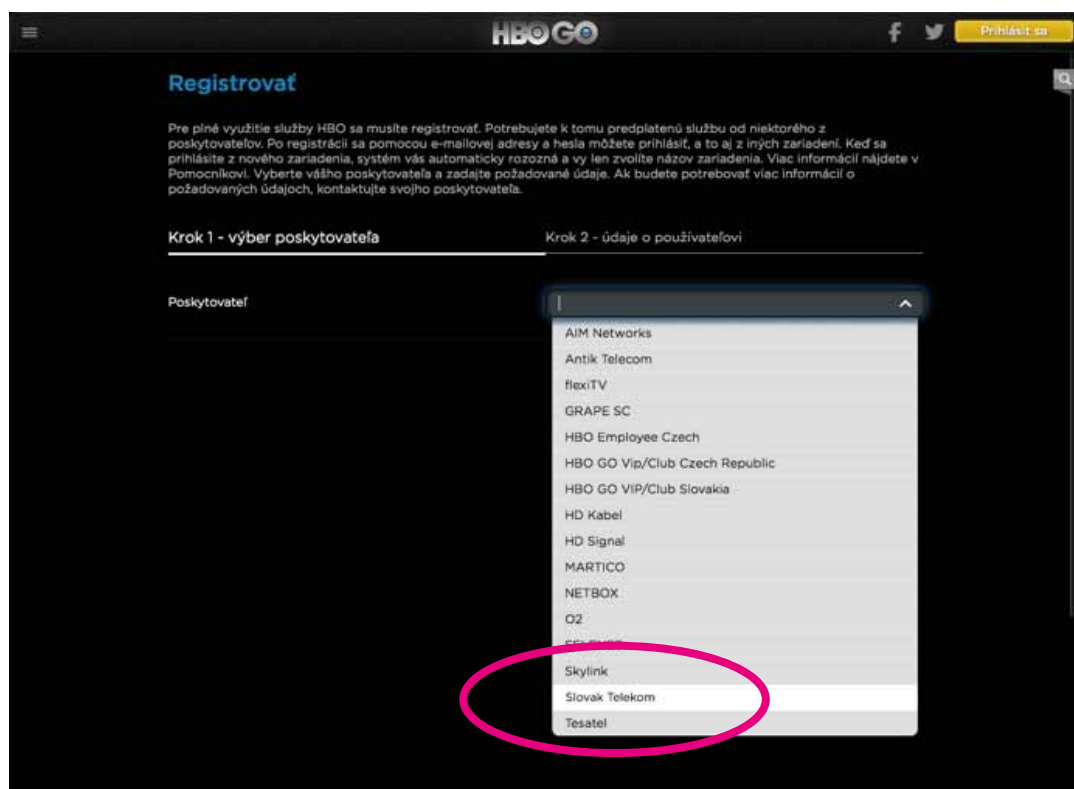 HBO GO
Prihlásiť sa
Registrovať
Pre plné využitie služby HBO sa musíte registrovať. Potrebujete k tomu predplatenú službu od niektorého z
poskytovateľov. Po registrácii sa pomocou e-mailovej adresy a hesla môžete prihlásiť, a to aj z iných zariadení. Keď sa
prihlásite z nového zariadenia, systém vás automaticky rozozná a vy len zvolíte názov zariadenia. Viac informácií nájdete v
Pomocníkovi. Vyberte vášho poskytovateľa a zadajte požadované údaje. Ak budete potrebovať viac informácií o
požadovaných údajoch, kontaktujte svojho poskytovateľa.
Krok 1 - výber poskytovateľa
Krok 2 - údaje o používateľovi
Poskytovateľ
AIM Networks
Antik Telecom
flexiTV
GRAPE SC
HBO Employee Czech
HBO GO Vip/Club Czech Republic
HBO GO VIP/Club Slovakia
HD Kabel
HD Signal
MARTICO
NETBOX
O2
Skylink
Slovak Telekom
Tesatel